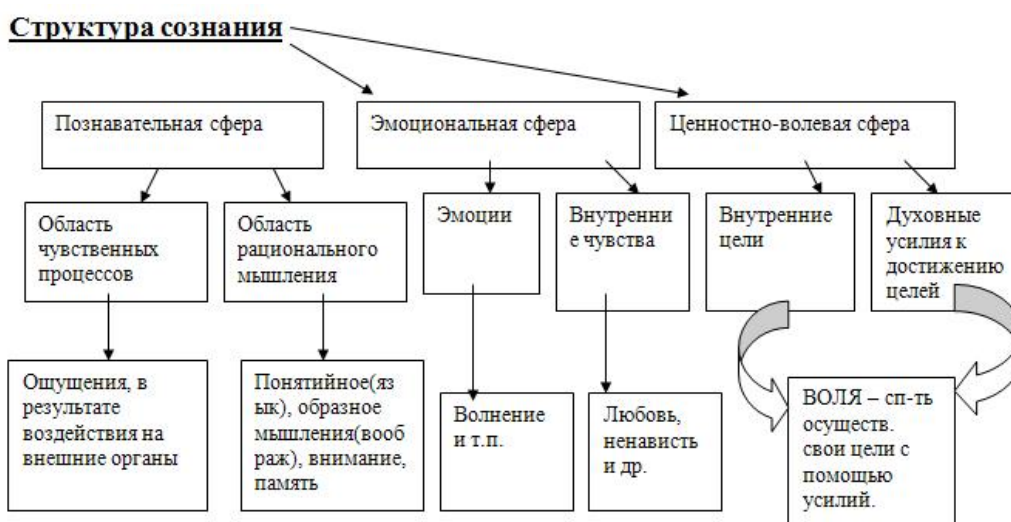 Структура сознания
Познавательная сфера
Эмоциональная сфера
Ценностно-волевая сфера
Область
чувственных
процессов
Область
рационального
мышления
Эмоции
Внутренни
е чувства
Внутренние
цели
Духовные
усилия к
достижению
целей
Ощущения, в
результате
воздействия на
внешние органы
Понятийное(яз
ык), образное
мышления(вооб
раж), внимание,
память
Волнение
и т.п.
Любовь,
ненависть
и др.
ВОЛЯ – сп-ть
осуществ.
свои цели с
помощью
усилий.